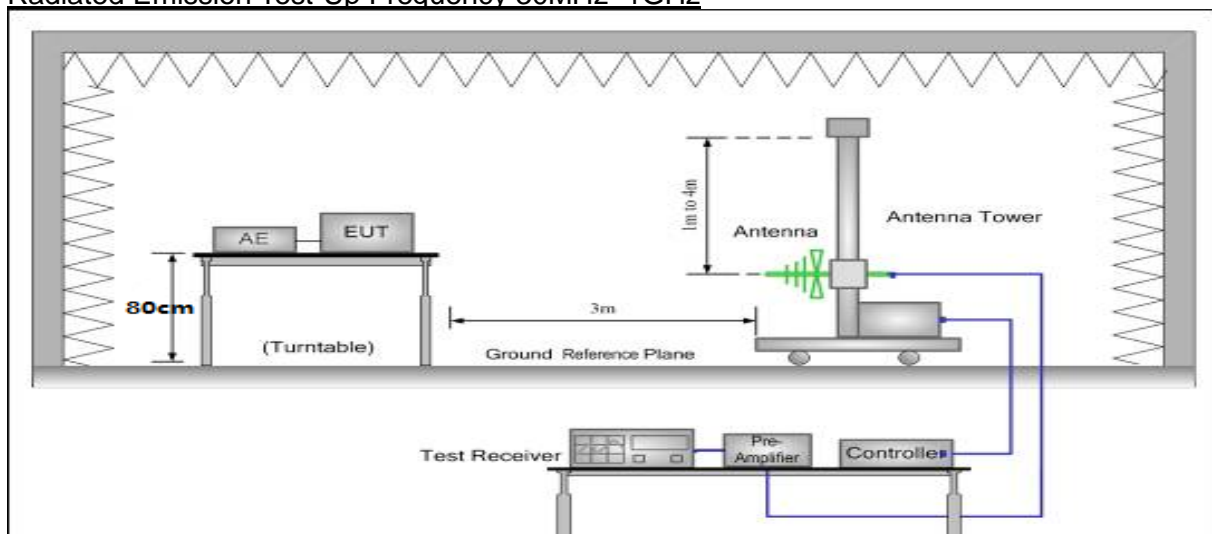 Radiated Emission Test-Up Frequency 30MHz~1GHz
1m to 4m
Antenna Tower
Antenna
AE
EUT
80cm
3m
(Turntable)
Ground Reference Plane
Test Receiver
Pre-
Amplifier
Controller